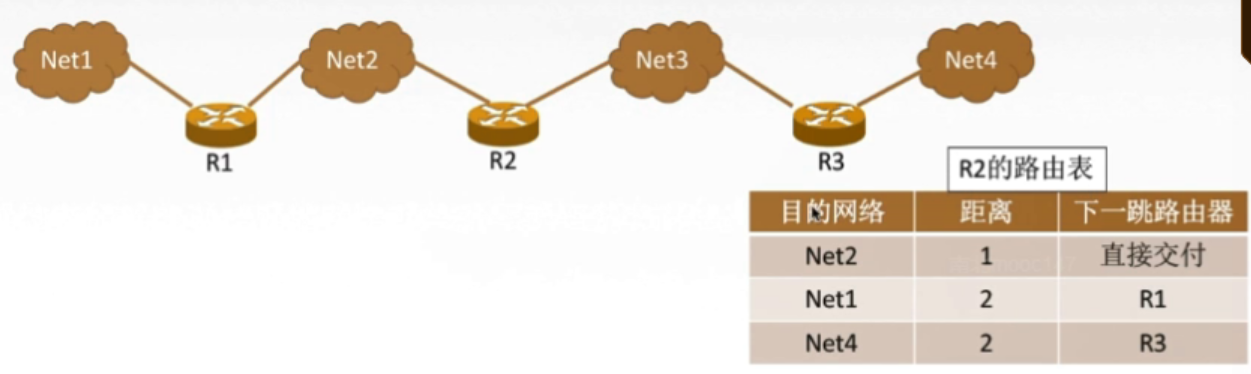 Net1 Net2 Net3 Net4
R1 R2 R3
R2的路由表
目的网络 距离 下一跳路由器
Net2 1 直接交付
Net1 2 R1
Net4 2 R3